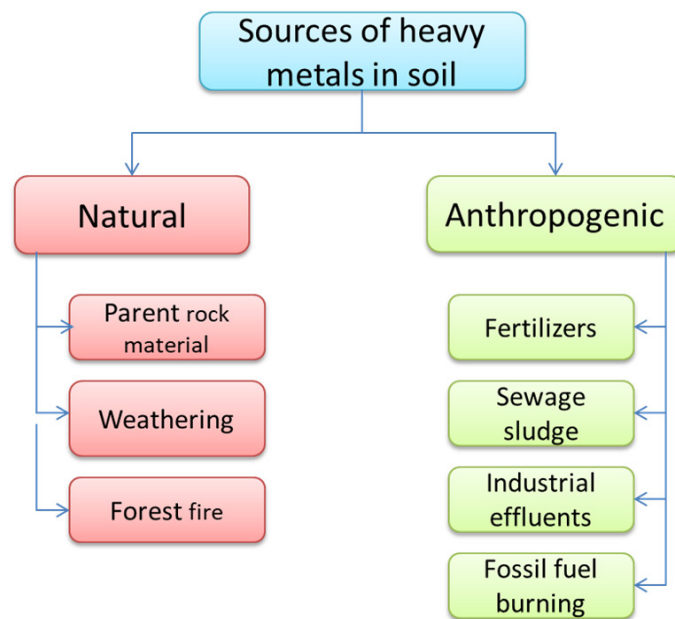 Sources of heavy
metals in soil
Natural
Anthropogenic
Parent rock
material
Weathering
Forest fire
Fertilizers
Sewage
sludge
Industrial
effluents
Fossil fuel
burning